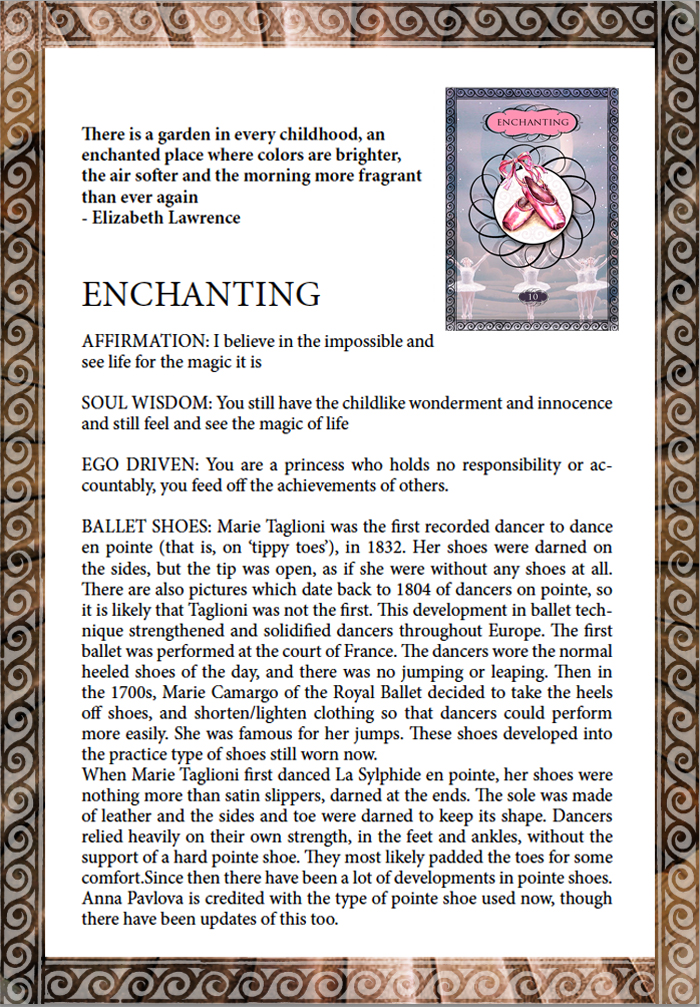 There is a garden in every childhood, an
enchanted place where colors are brighter,
the air softer and the morning more fragrant
than ever again
- Elizabeth Lawrence
ENCHANTING
10
ENCHANTING
AFFIRMATION: I believe in the impossible and
see life for the magic it is
SOUL WISDOM: You still have the childlike wonderment and innocence
and still feel and see the magic of life
EGO DRIVEN: You are a princess who holds no responsibility or ac-
countably, you feed off the achievements of others.
BALLET SHOES: Marie Taglioni was the first recorded dancer to dance
en pointe (that is, on ‘tippy toes’), in 1832. Her shoes were darned on
the sides, but the tip was open, as if she were without any shoes at all.
There are also pictures which date back to 1804 of dancers on pointe, so
it is likely that Taglioni was not the first. This development in ballet tech-
nique strengthened and solidified dancers throughout Europe. The first
ballet was performed at the court of France. The dancers wore the normal
heeled shoes of the day, and there was no jumping or leaping. Then in
the 1700s, Marie Camargo of the Royal Ballet decided to take the heels
off shoes, and shorten/lighten clothing so that dancers could perform
more easily. She was famous for her jumps. These shoes developed into
the practice type of shoes still worn now.
When Marie Taglioni first danced La Sylphide en pointe, her shoes were
nothing more than satin slippers, darned at the ends. The sole was made
of leather and the sides and toe were darned to keep its shape. Dancers
relied heavily on their own strength, in the feet and ankles, without the
support of a hard pointe shoe. They most likely padded the toes for some
comfort.Since then there have been a lot of developments in pointe shoes.
Anna Pavlova is credited with the type of pointe shoe used now, though
there have been updates of this too.